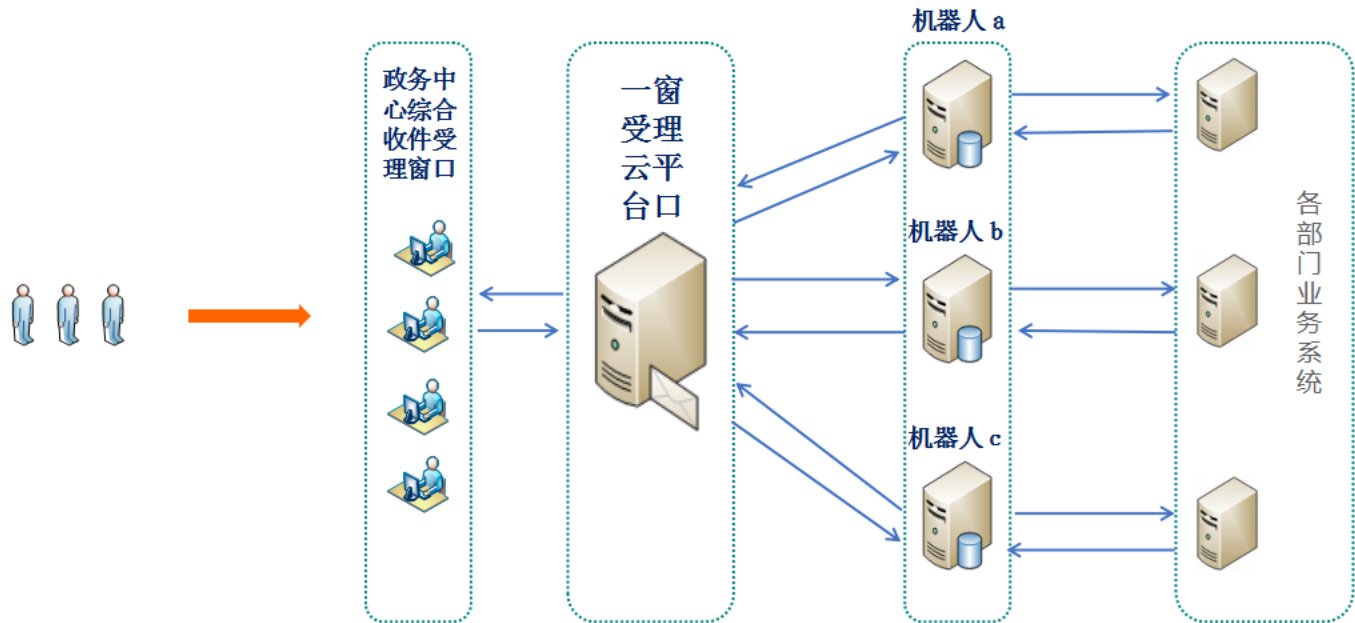 机器人 a
政务中
心综合
收件受
理窗口
一窗
受理
云平
台口
机器人 b
机器人 c
各
部
门
业
务
系
统